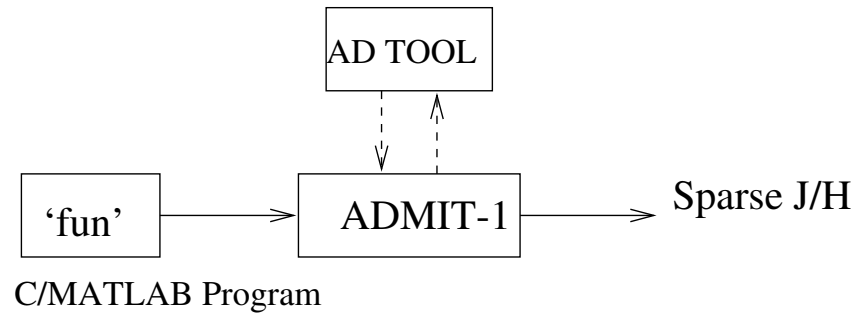 AD TOOL
‘fun’
ADMIT-1
Sparse J/H
C/MATLAB Program